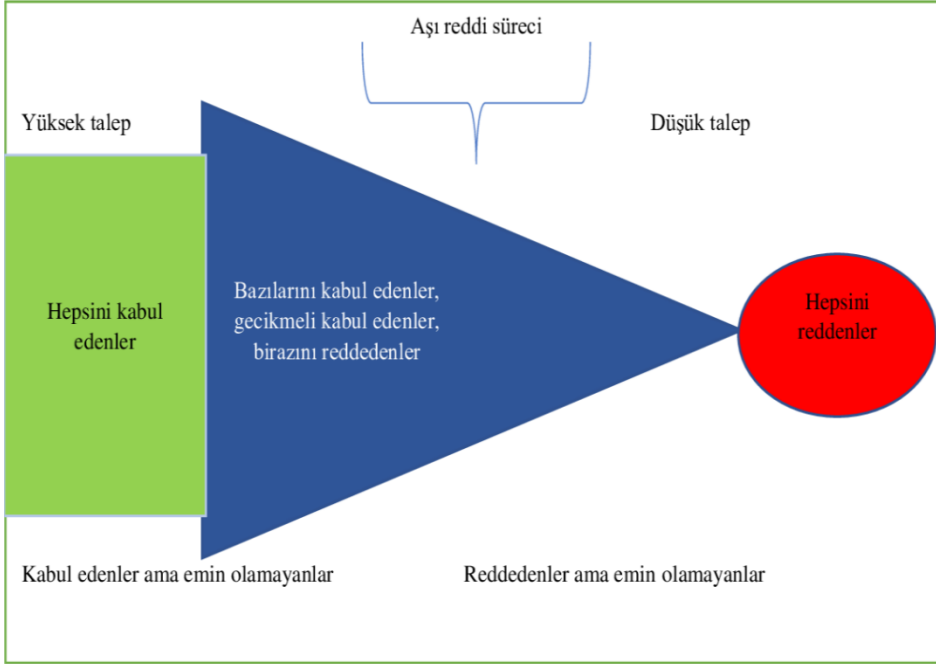 Aşı reddi süreci
Yüksek talep
Düşük talep
Hepsini kabul
edenler
Bazılarını kabul edenler,
gecikmeli kabul edenler,
birazını reddedenler
Hepsini
reddenler
Kabul edenler ama emin olamayanlar
Reddedenler ama emin olamayanlar